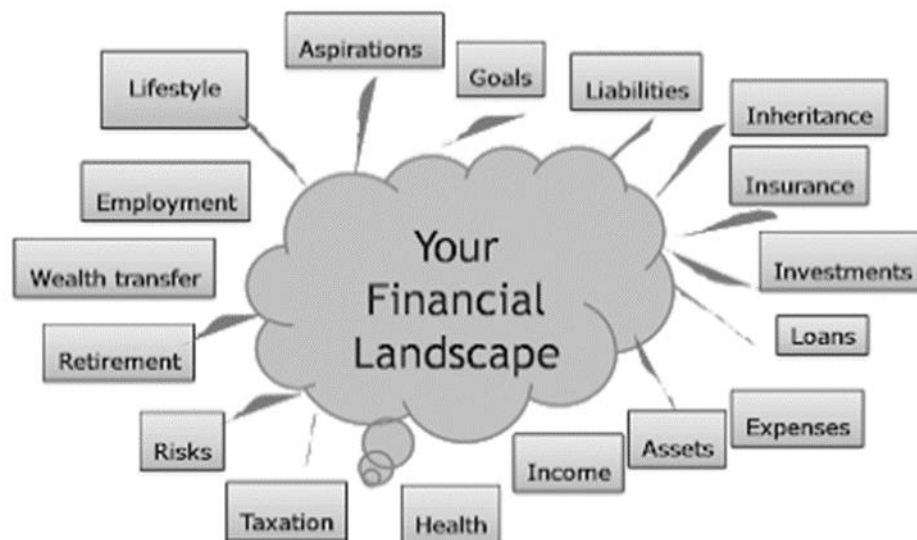 Aspirations
Goals
Lifestyle
Liabilities
Inheritance
Insurance
Employment
Your
Financial
Landscape
Wealth transfer
Investments
Retirement
Loans
Risks
Expenses
Assets
Income
Taxation
Health